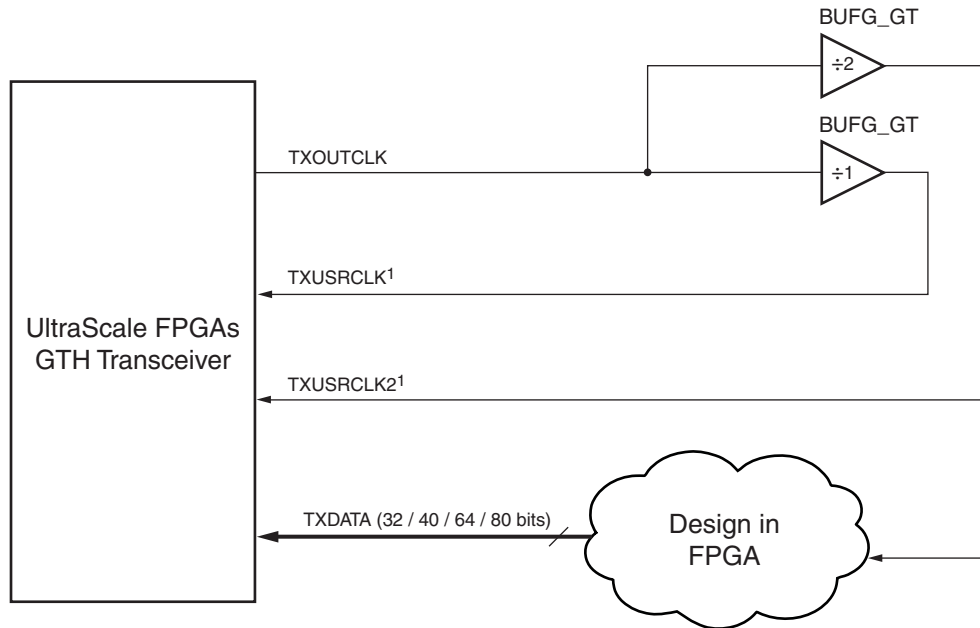 BUFG_GT
÷2
BUFG_GT
÷1
TXOUTCLK
TXUSRCLK¹
UltraScale FPGAs
GTH Transceiver
TXUSRCLK2¹
TXDATA (32 / 40 / 64 / 80 bits)
Design in
FPGA